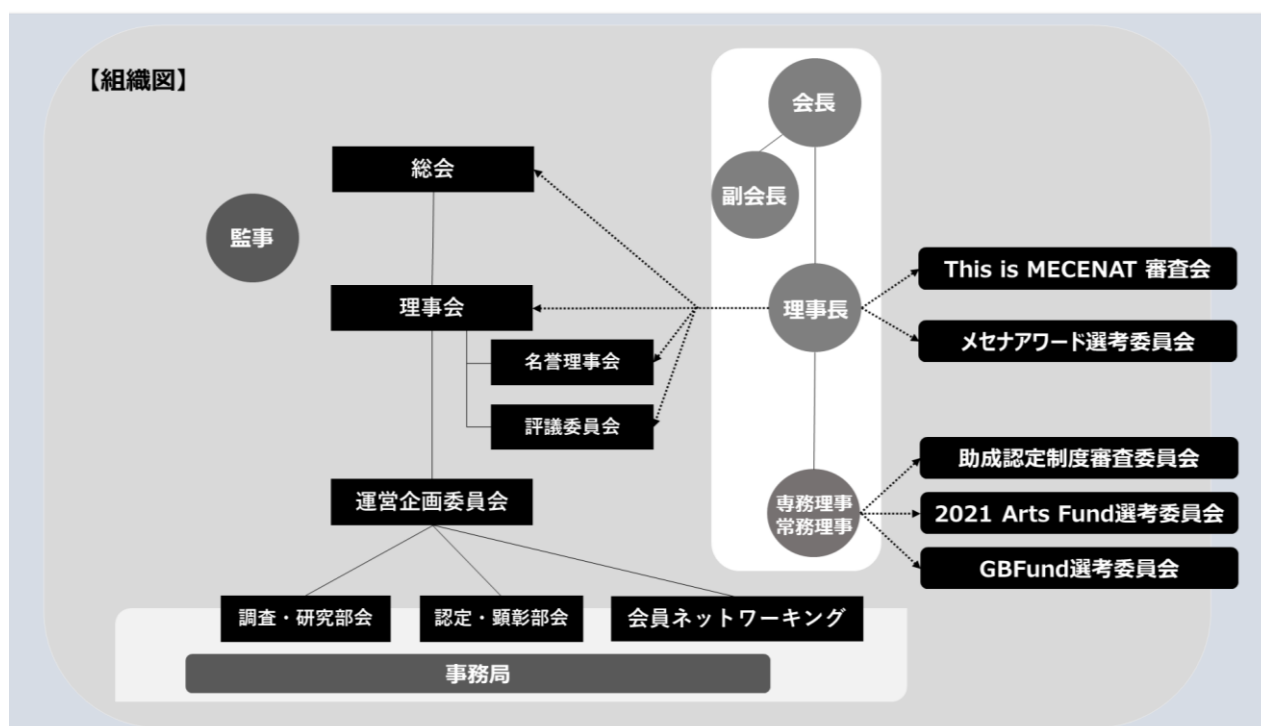 【組織図】
会長
総会
副会長
監事
This is MECENAT 審査会
理事会
理事長
メセナアワード選考委員会
名誉理事会
評議委員会
助成認定制度審査委員会
運営企画委員会
専務理事
常務理事
2021 Arts Fund選考委員会
GBFund選考委員会
調査・研究部会
認定・顕彰部会
会員ネットワーキング
事務局